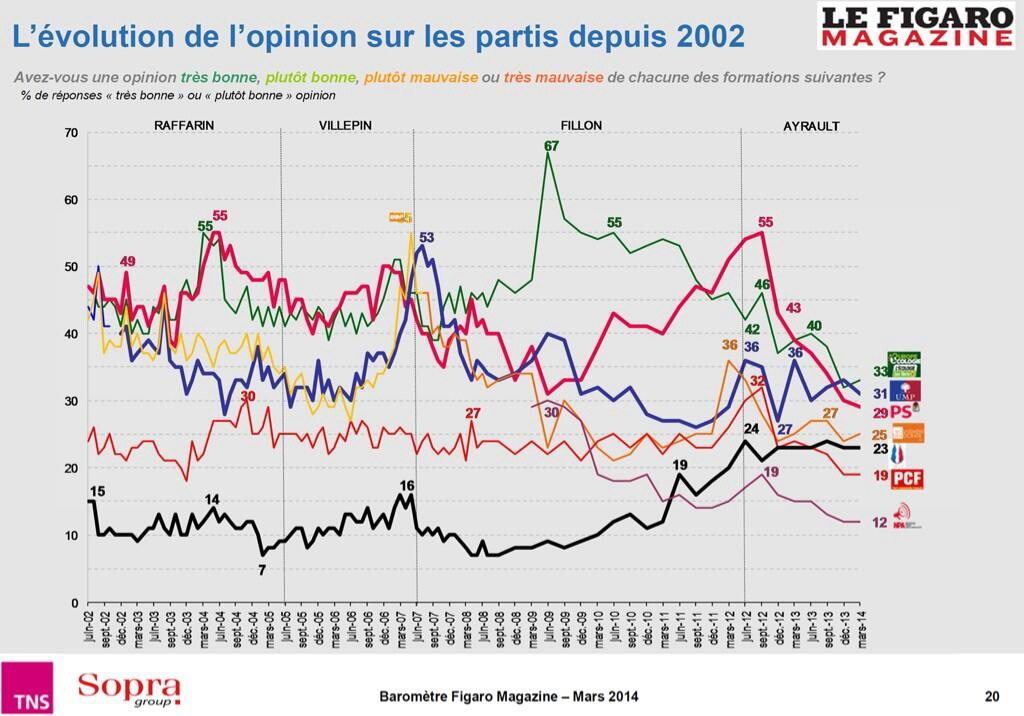 L'évolution de l'opinion sur les partis depuis 2002
LE FIGARO
MAGAZINE
Avez-vous une opinion très bonne, plutôt bonne, plutôt mauvaise ou très mauvaise de chacune des formations suivantes ?
% de réponses « très bonne » ou « plutôt bonne » opinion
RAFFARIN VILLEPIN FILLON AYRAULT
70
60
50
40
30
20
10
0
49
55
55
53
67
55
55
46
42
43
40
36
36
36
32
30
30
27
27
27
24
19
19
15
14
16
7
33
31 UMP
29 PS
25
23
19 PCF
12 NPA
juin-02 sept.-02 déc.-02 mars-03 juin-03 sept.-03 déc.-03 mars-04 juin-04 sept.-04 déc.-04 mars-05 juin-05 sept.-05 déc.-05 mars-06 juin-06 sept.-06 déc.-06 mars-07 juin-07 sept.-07 déc.-07 mars-08 juin-08 sept.-08 déc.-08 mars-09 juin-09 sept.-09 déc.-09 mars-10 juin-10 sept.-10 déc.-10 mars-11 juin-11 sept.-11 déc.-11 mars-12 juin-12 sept.-12 déc.-12 mars-13 juin-13 sept.-13 déc.-13 mars-14
TNS
Sopra
group
Baromètre Figaro Magazine – Mars 2014
20